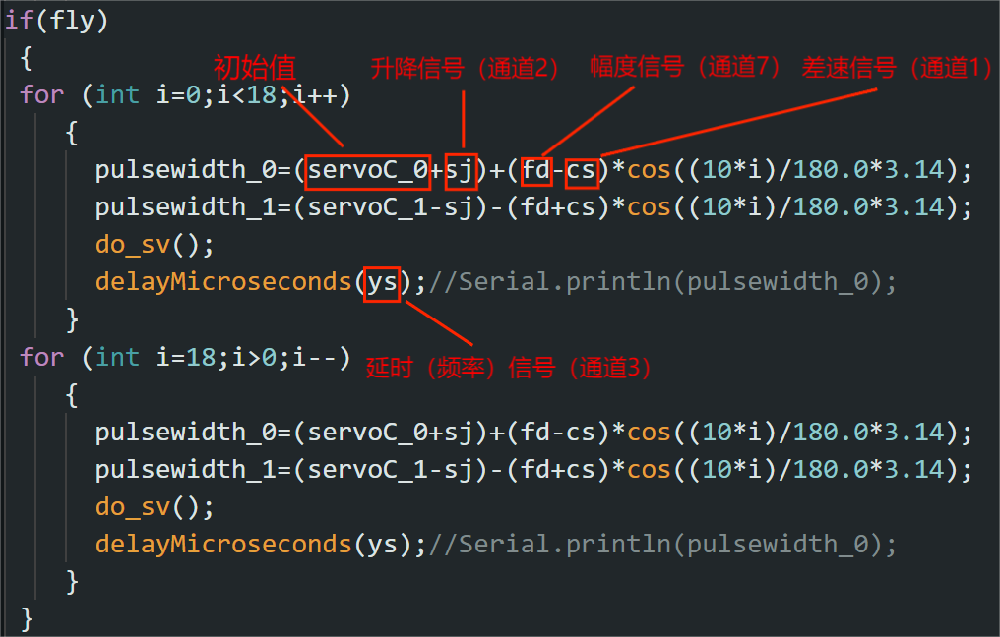 if(fly)
{
初始值 升降信号（通道2） 幅度信号（通道7） 差速信号（通道1）
for (int i=0;i<18;i++)
{
pulsewidth_0=(servoC_0+sj)+(fd-cs)*cos((10*i)/180.0*3.14);
pulsewidth_1=(servoC_1-sj)-(fd+cs)*cos((10*i)/180.0*3.14);
do_sv();
delayMicroseconds(ys);//Serial.println(pulsewidth_0);
}
for (int i=18;i>0;i--)
延时（频率）信号（通道3）
{
pulsewidth_0=(servoC_0+sj)+(fd-cs)*cos((10*i)/180.0*3.14);
pulsewidth_1=(servoC_1-sj)-(fd+cs)*cos((10*i)/180.0*3.14);
do_sv();
delayMicroseconds(ys);//Serial.println(pulsewidth_0);
}
}